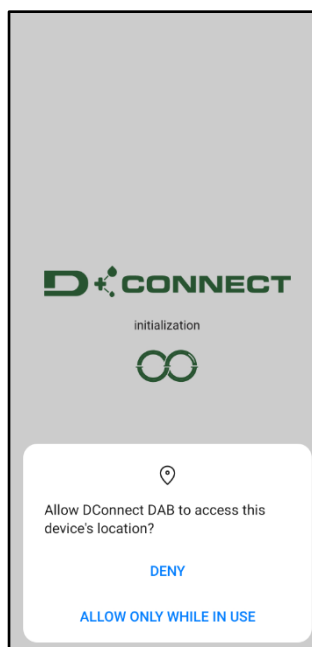 D+CONNECT
initialization
Allow DConnect DAB to access this
device's location?
DENY
ALLOW ONLY WHILE IN USE